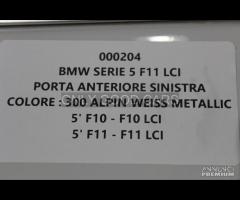 000204
BMW SERIE 5 F11 LCI
PORTA ANTERIORE SINISTRA
COLORE : 300 ALPIN WEISS METALLIC
5' F10 - F10 LCI
5' F11 - F11 LCI
ANNUNCI